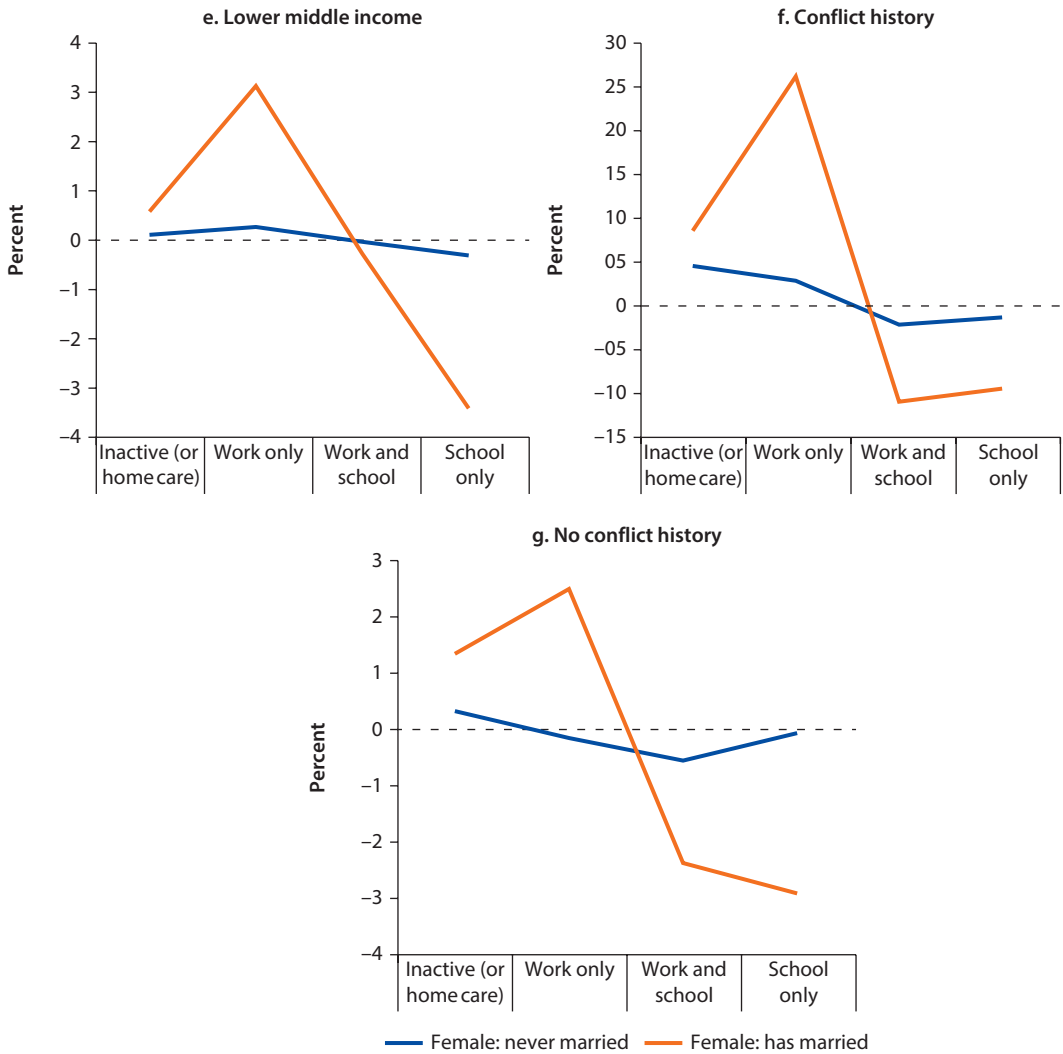 e. Lower middle income
4
3
2
1
0
–1
–2
–3
–4
Percent
Inactive (or
home care)
Work only
Work and
school
School
only
f. Conflict history
30
25
20
15
10
05
0
–05
–10
–15
Percent
Inactive (or
home care)
Work only
Work and
school
School
only
g. No conflict history
3
2
1
0
–1
–2
–3
–4
Percent
Inactive (or
home care)
Work only
Work and
school
School
only
Female: never married
Female: has married